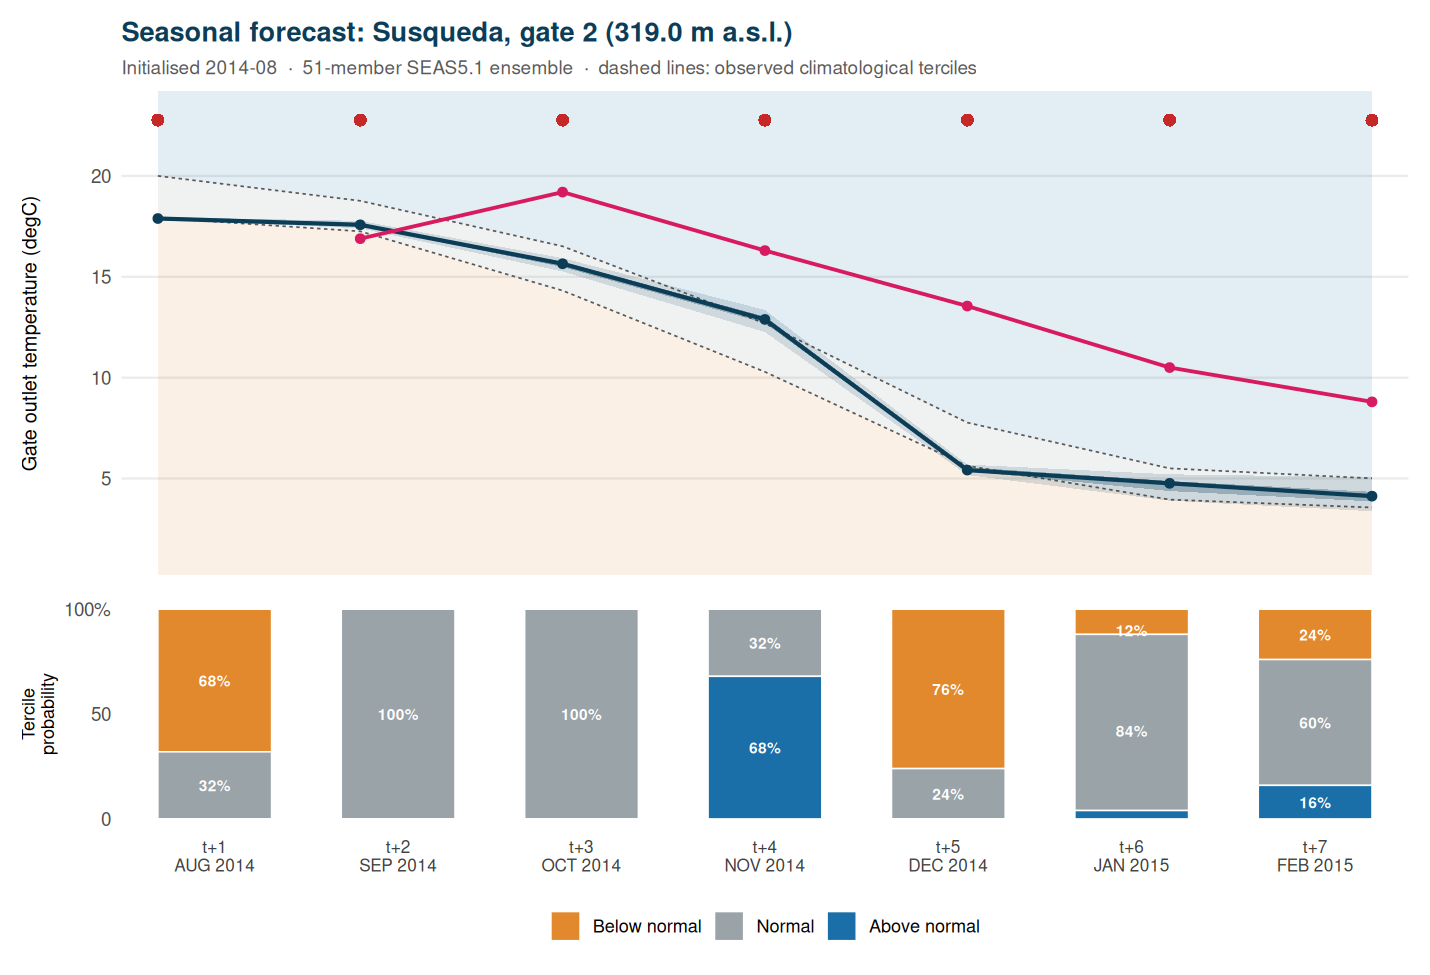 Seasonal forecast: Susqueda, gate 2 (319.0 m a.s.l.)
Initialised 2014-08 · 51-member SEAS5.1 ensemble · dashed lines: observed climatological terciles
Gate outlet temperature (degC)
20
15
10
5
Tercile
probability
100%
50
0
68%
32%
100%
100%
32%
68%
76%
24%
12%
84%
24%
60%
16%
t+1
AUG 2014
t+2
SEP 2014
t+3
OCT 2014
t+4
NOV 2014
t+5
DEC 2014
t+6
JAN 2015
t+7
FEB 2015
Below normal
Normal
Above normal